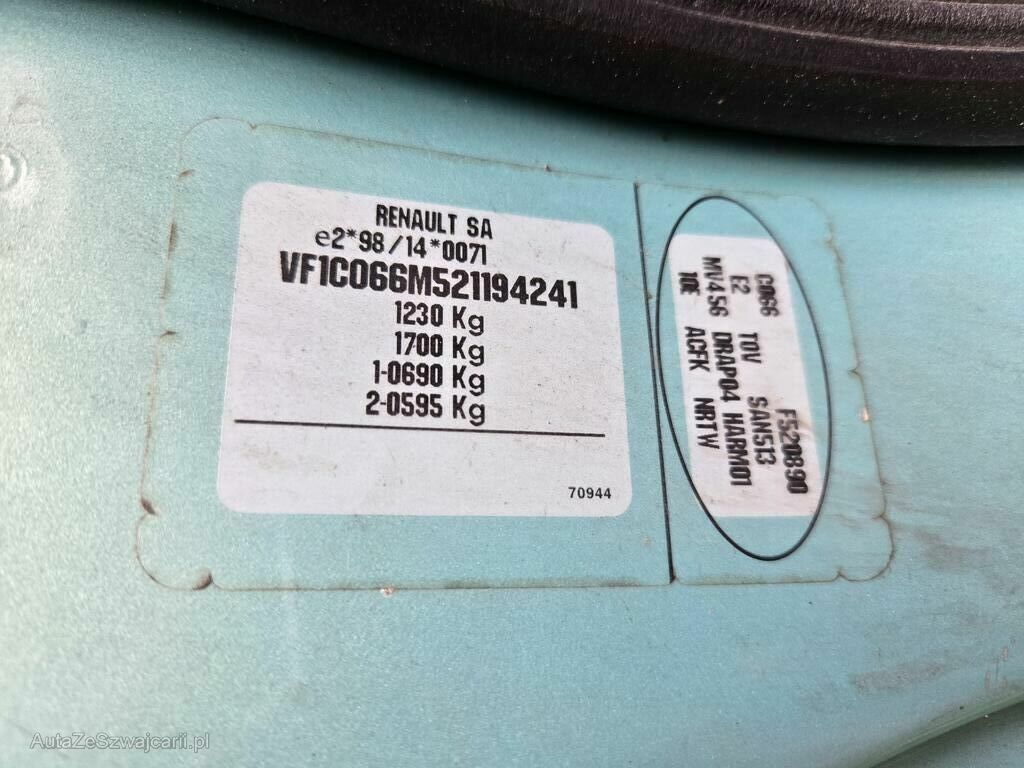 RENAULT SA
e2*98/14*0071
VF1C066M521194241
1230 Kg
1700 Kg
1-0690 Kg
2-0595 Kg
70944
C066 TOV F520890
E2 SAN513
MV456 DRAP04 HARM01
10E ACFK NRTW
AutaZeSzwajcarii.pl